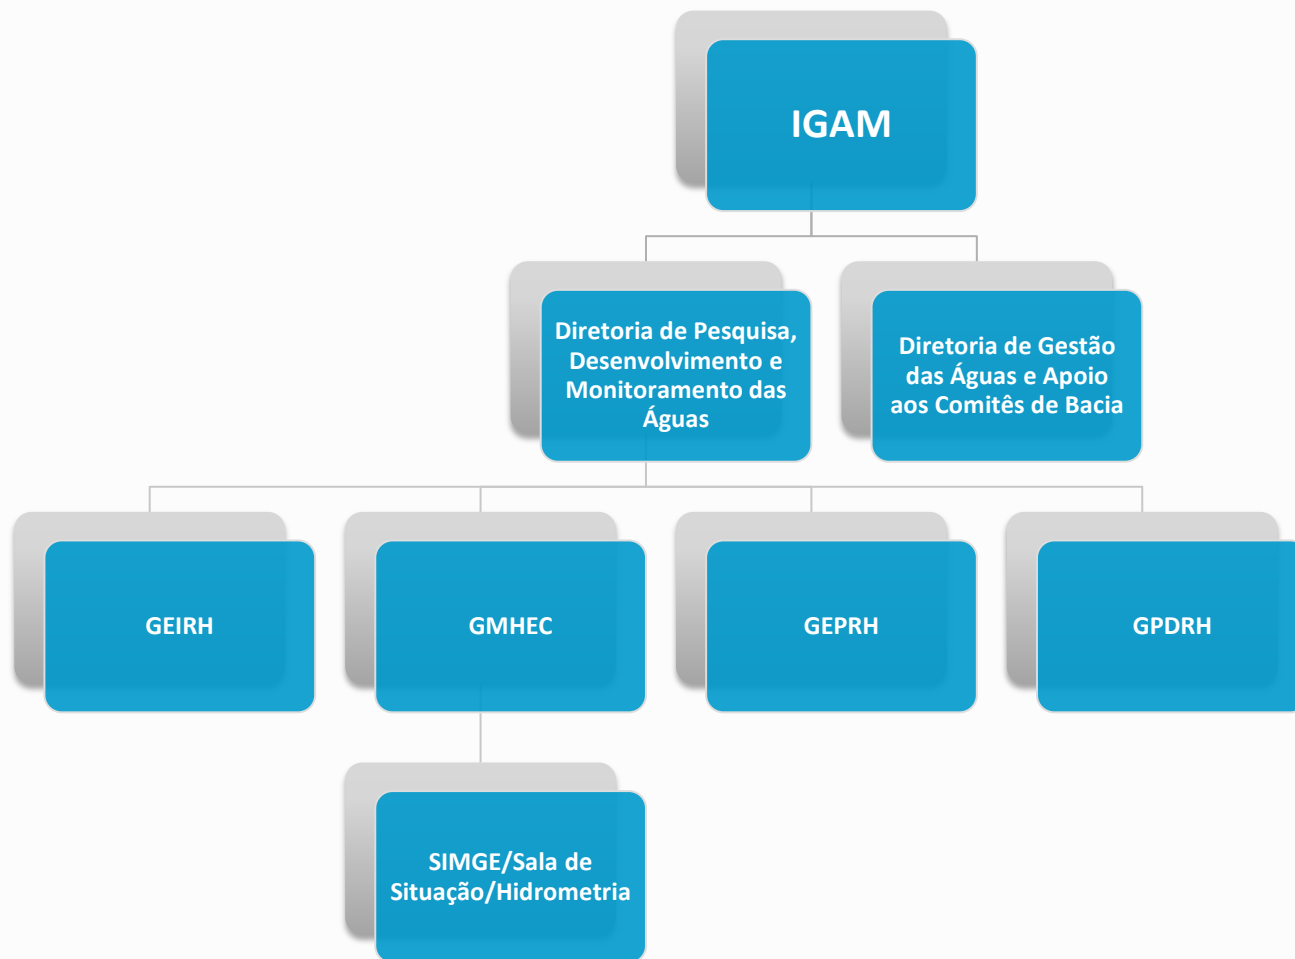 IGAM
Diretoria de Pesquisa,
Desenvolvimento e
Monitoramento das
Águas
Diretoria de Gestão
das Águas e Apoio
aos Comitês de Bacia
GEIRH
GMHEC
GEPRH
GPDRH
SIMGE/Sala de
Situação/Hidrometria